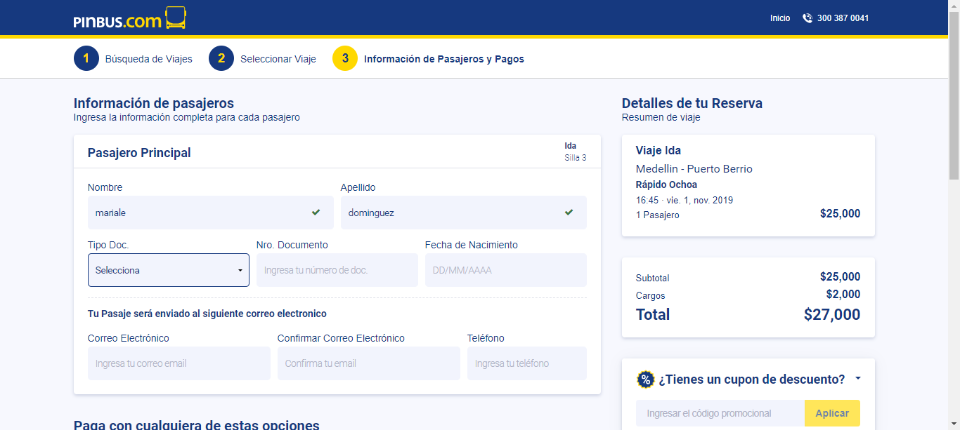 PINBUS.com
Inicio 300 387 0041
1 Búsqueda de Viajes 2 Seleccionar Viaje 3 Información de Pasajeros y Pagos
Información de pasajeros
Ingresa la información completa para cada pasajero
Pasajero Principal
Ida
Silla 3
Nombre Apellido
mariale dominguez
Tipo Doc. Nro. Documento Fecha de Nacimiento
Selecciona Ingresa tu número de doc. DD/MM/AAAA
Tu Pasaje será enviado al siguiente correo electronico
Correo Electrónico Confirmar Correo Electrónico Teléfono
Ingresa tu correo email Confirma tu email Ingresa tu teléfono
Paga con cualquiera de estas opciones
Detalles de tu Reserva
Resumen de viaje
Viaje Ida
Medellin - Puerto Berrio
Rápido Ochoa
16:45 - vie. 1, nov. 2019
1 Pasajero $25,000
Subtotal $25,000
Cargos $2,000
Total $27,000
% ¿Tienes un cupon de descuento?
Ingresar el código promocional Aplicar